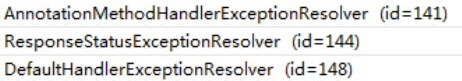 AnnotationMethodHandlerExceptionResolver (id=141)
ResponseStatusExceptionResolver (id=144)
DefaultHandlerExceptionResolver (id=148)